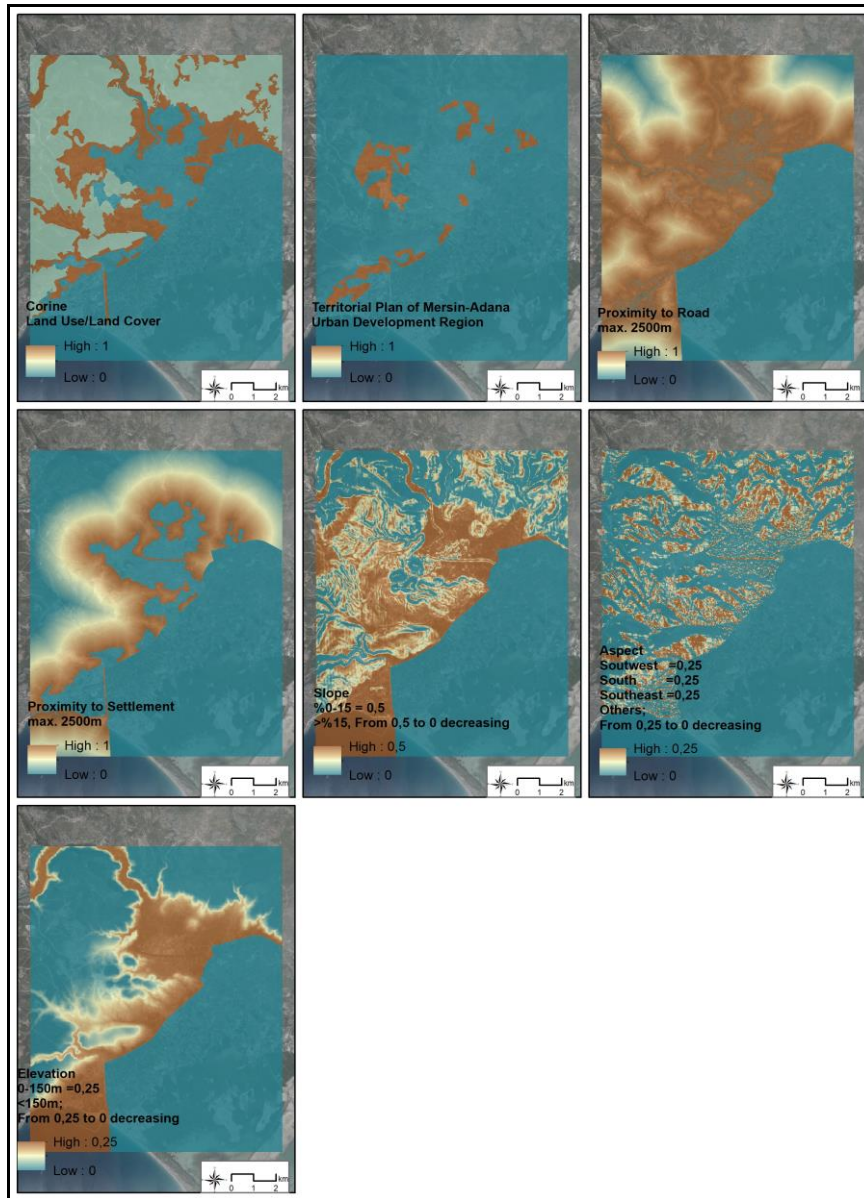 Corine
Land Use/Land Cover
High : 1
Low : 0
0 1 2 km
Territorial Plan of Mersin-Adana
Urban Development Region
High : 1
Low : 0
0 1 2 km
Proximity to Road
max. 2500m
High : 1
Low : 0
0 1 2 km
Proximity to Settlement
max. 2500m
High : 1
Low : 0
0 1 2 km
Slope
%0-15 = 0,5
>%15, From 0,5 to 0 decreasing
High : 0,5
Low : 0
0 1 2 km
Aspect
Soutwest =0,25
South =0,25
Southeast =0,25
Others;
From 0,25 to 0 decreasing
High : 0,25
Low : 0
0 1 2 km
Elevation
0-150m =0,25
<150m;
From 0,25 to 0 decreasing
High : 0,25
Low : 0
0 1 2 km